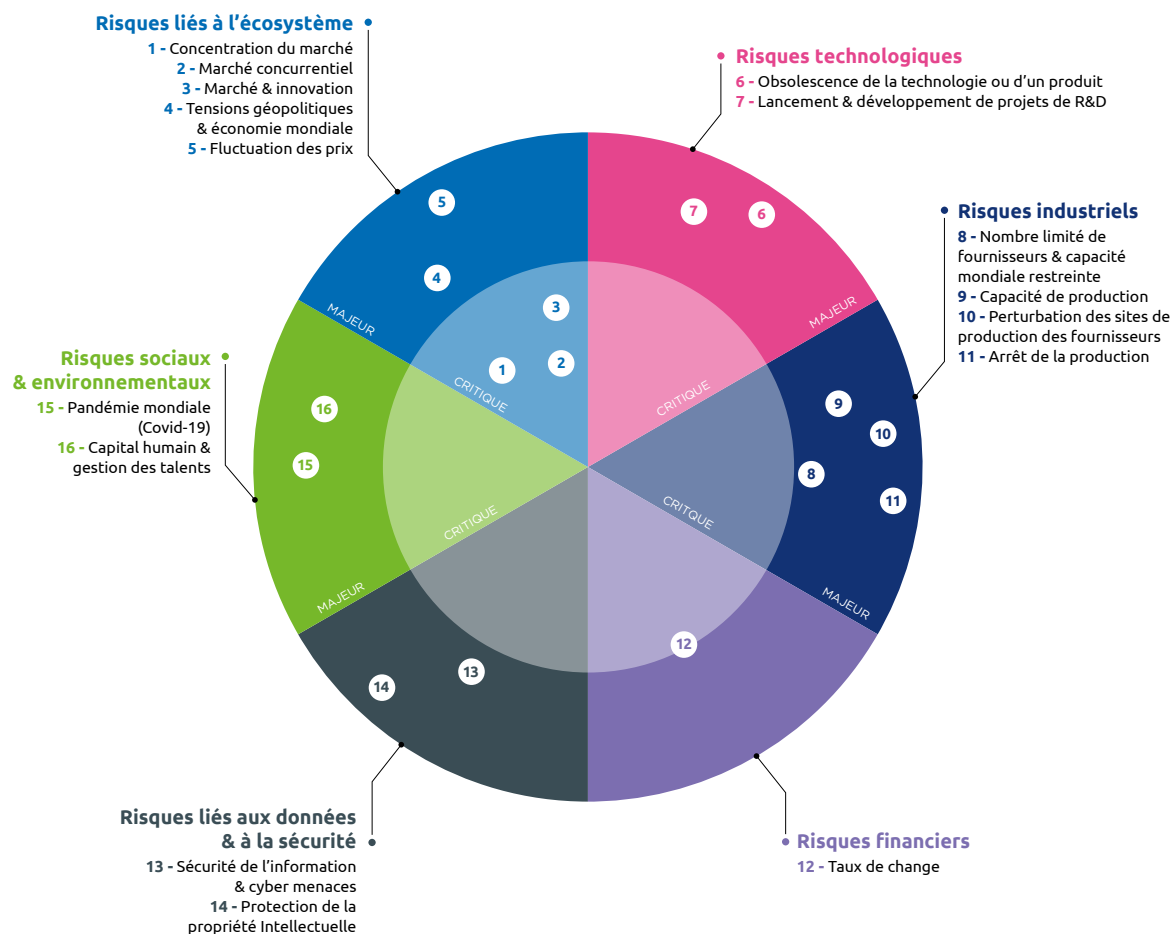 Risques liés à l’écosystème
1 - Concentration du marché
2 - Marché concurrentiel
3 - Marché & innovation
4 - Tensions géopolitiques
& économie mondiale
5 - Fluctuation des prix
Risques technologiques
6 - Obsolescence de la technologie ou d’un produit
7 - Lancement & développement de projets de R&D
Risques industriels
8 - Nombre limité de
fournisseurs & capacité
mondiale restreinte
9 - Capacité de production
10 - Perturbation des sites de
production des fournisseurs
11 - Arrêt de la production
Risques sociaux
& environnementaux
15 - Pandémie mondiale
(Covid-19)
16 - Capital humain &
gestion des talents
5
4
3
2
1
MAJEUR
CRITIQUE
7
6
MAJEUR
CRITIQUE
9
10
8
11
CRITQUE
MAJEUR
16
15
CRITIQUE
MAJEUR
12
13
14
Risques liés aux données
& à la sécurité
13 - Sécurité de l’information
& cyber menaces
14 - Protection de la
propriété Intellectuelle
Risques financiers
12 - Taux de change